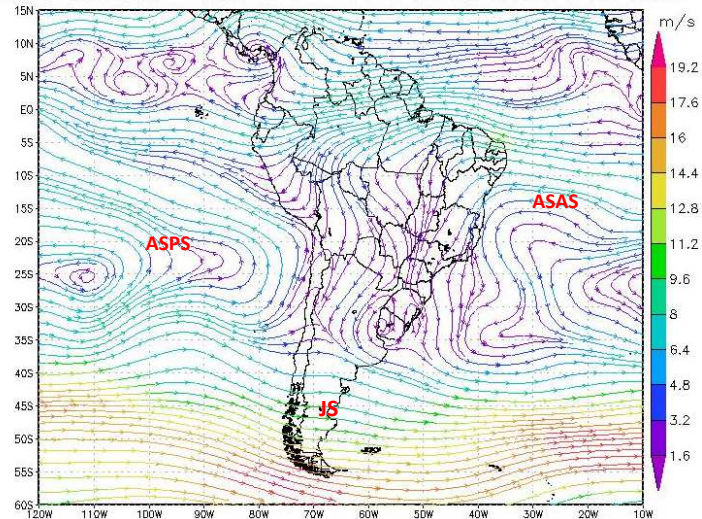 15N
10N
5N
EQ
5S
10S
15S
20S
25S
30S
35S
40S
45S
50S
55S
60S
120W 110W 100W 90W 80W 70W 60W 50W 40W 30W 20W 10W
ASPS
ASAS
JS
m/s
19.2
17.6
16
14.4
12.8
11.2
9.6
8
6.4
4.8
3.2
1.6